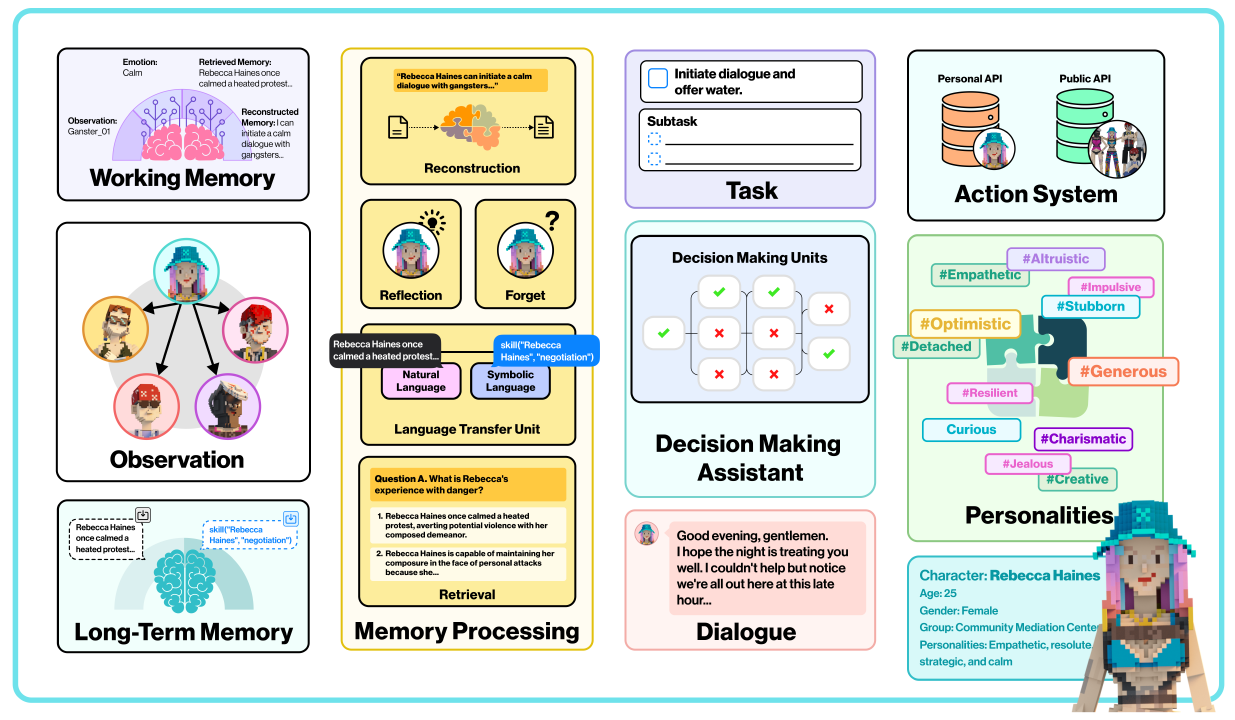 Emotion:
Calm
Retrieved Memory:
Rebecca Haines once
calmed a heated protest...
Observation:
Ganster_01
Reconstructed
Memory: I can
initiate a calm
dialogue with
gangsters...
Working Memory
Observation
Rebecca Haines
once calmed a
heated protest...
skill("Rebecca
Haines", "negotiation")
Long-Term Memory
"Rebecca Haines can initiate a calm
dialogue with gangsters..."
Reconstruction
?
Reflection
Forget
Rebecca Haines once
calmed a heated protest...
skill("Rebecca
Haines", "negotiation")
Natural
Language
Symbolic
Language
Language Transfer Unit
Question A. What is Rebecca's
experience with danger?
1. Rebecca Haines once calmed a heated
protest, averting potential violence with her
composed demeanor.
2. Rebecca Haines is capable of maintaining her
composure in the face of personal attacks
because she...
Retrieval
Memory Processing
Initiate dialogue and
offer water.
Subtask
Task
Decision Making Units
Decision Making
Assistant
Good evening, gentlemen.
I hope the night is treating you
well. I couldn't help but notice
we're all out here at this late
hour...
Dialogue
Personal API
Public API
Action System
#Altruistic
#Empathetic
#Impulsive
#Stubborn
#Optimistic
#Detached
#Generous
#Resilient
Curious
#Charismatic
#Jealous
#Creative
Personalities
Character: Rebecca Haines
Age: 25
Gender: Female
Group: Community Mediation Cente
Personalities: Empathetic, resolute,
strategic, and calm